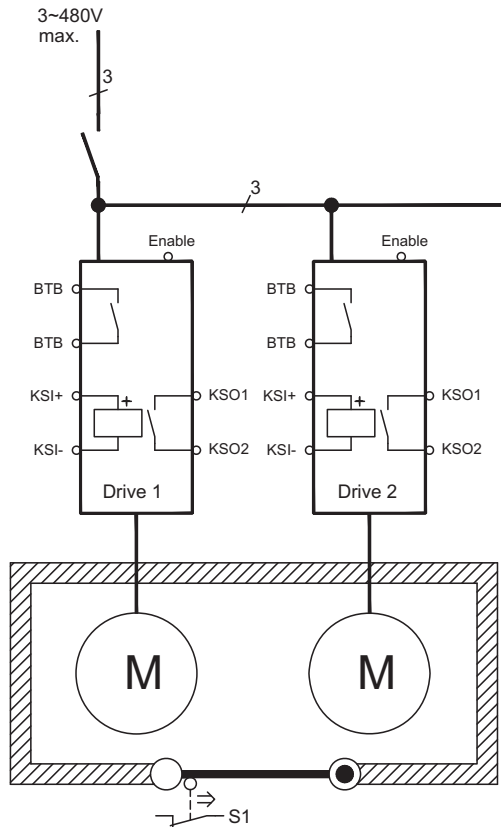 3~480V
max.
3
3
Enable
Enable
BTB
BTB
BTB
BTB
KSI+
+
KSO1
KSI+
+
KSO1
KSI-
KSO2
KSI-
KSO2
Drive 1
Drive 2
M
M
S1